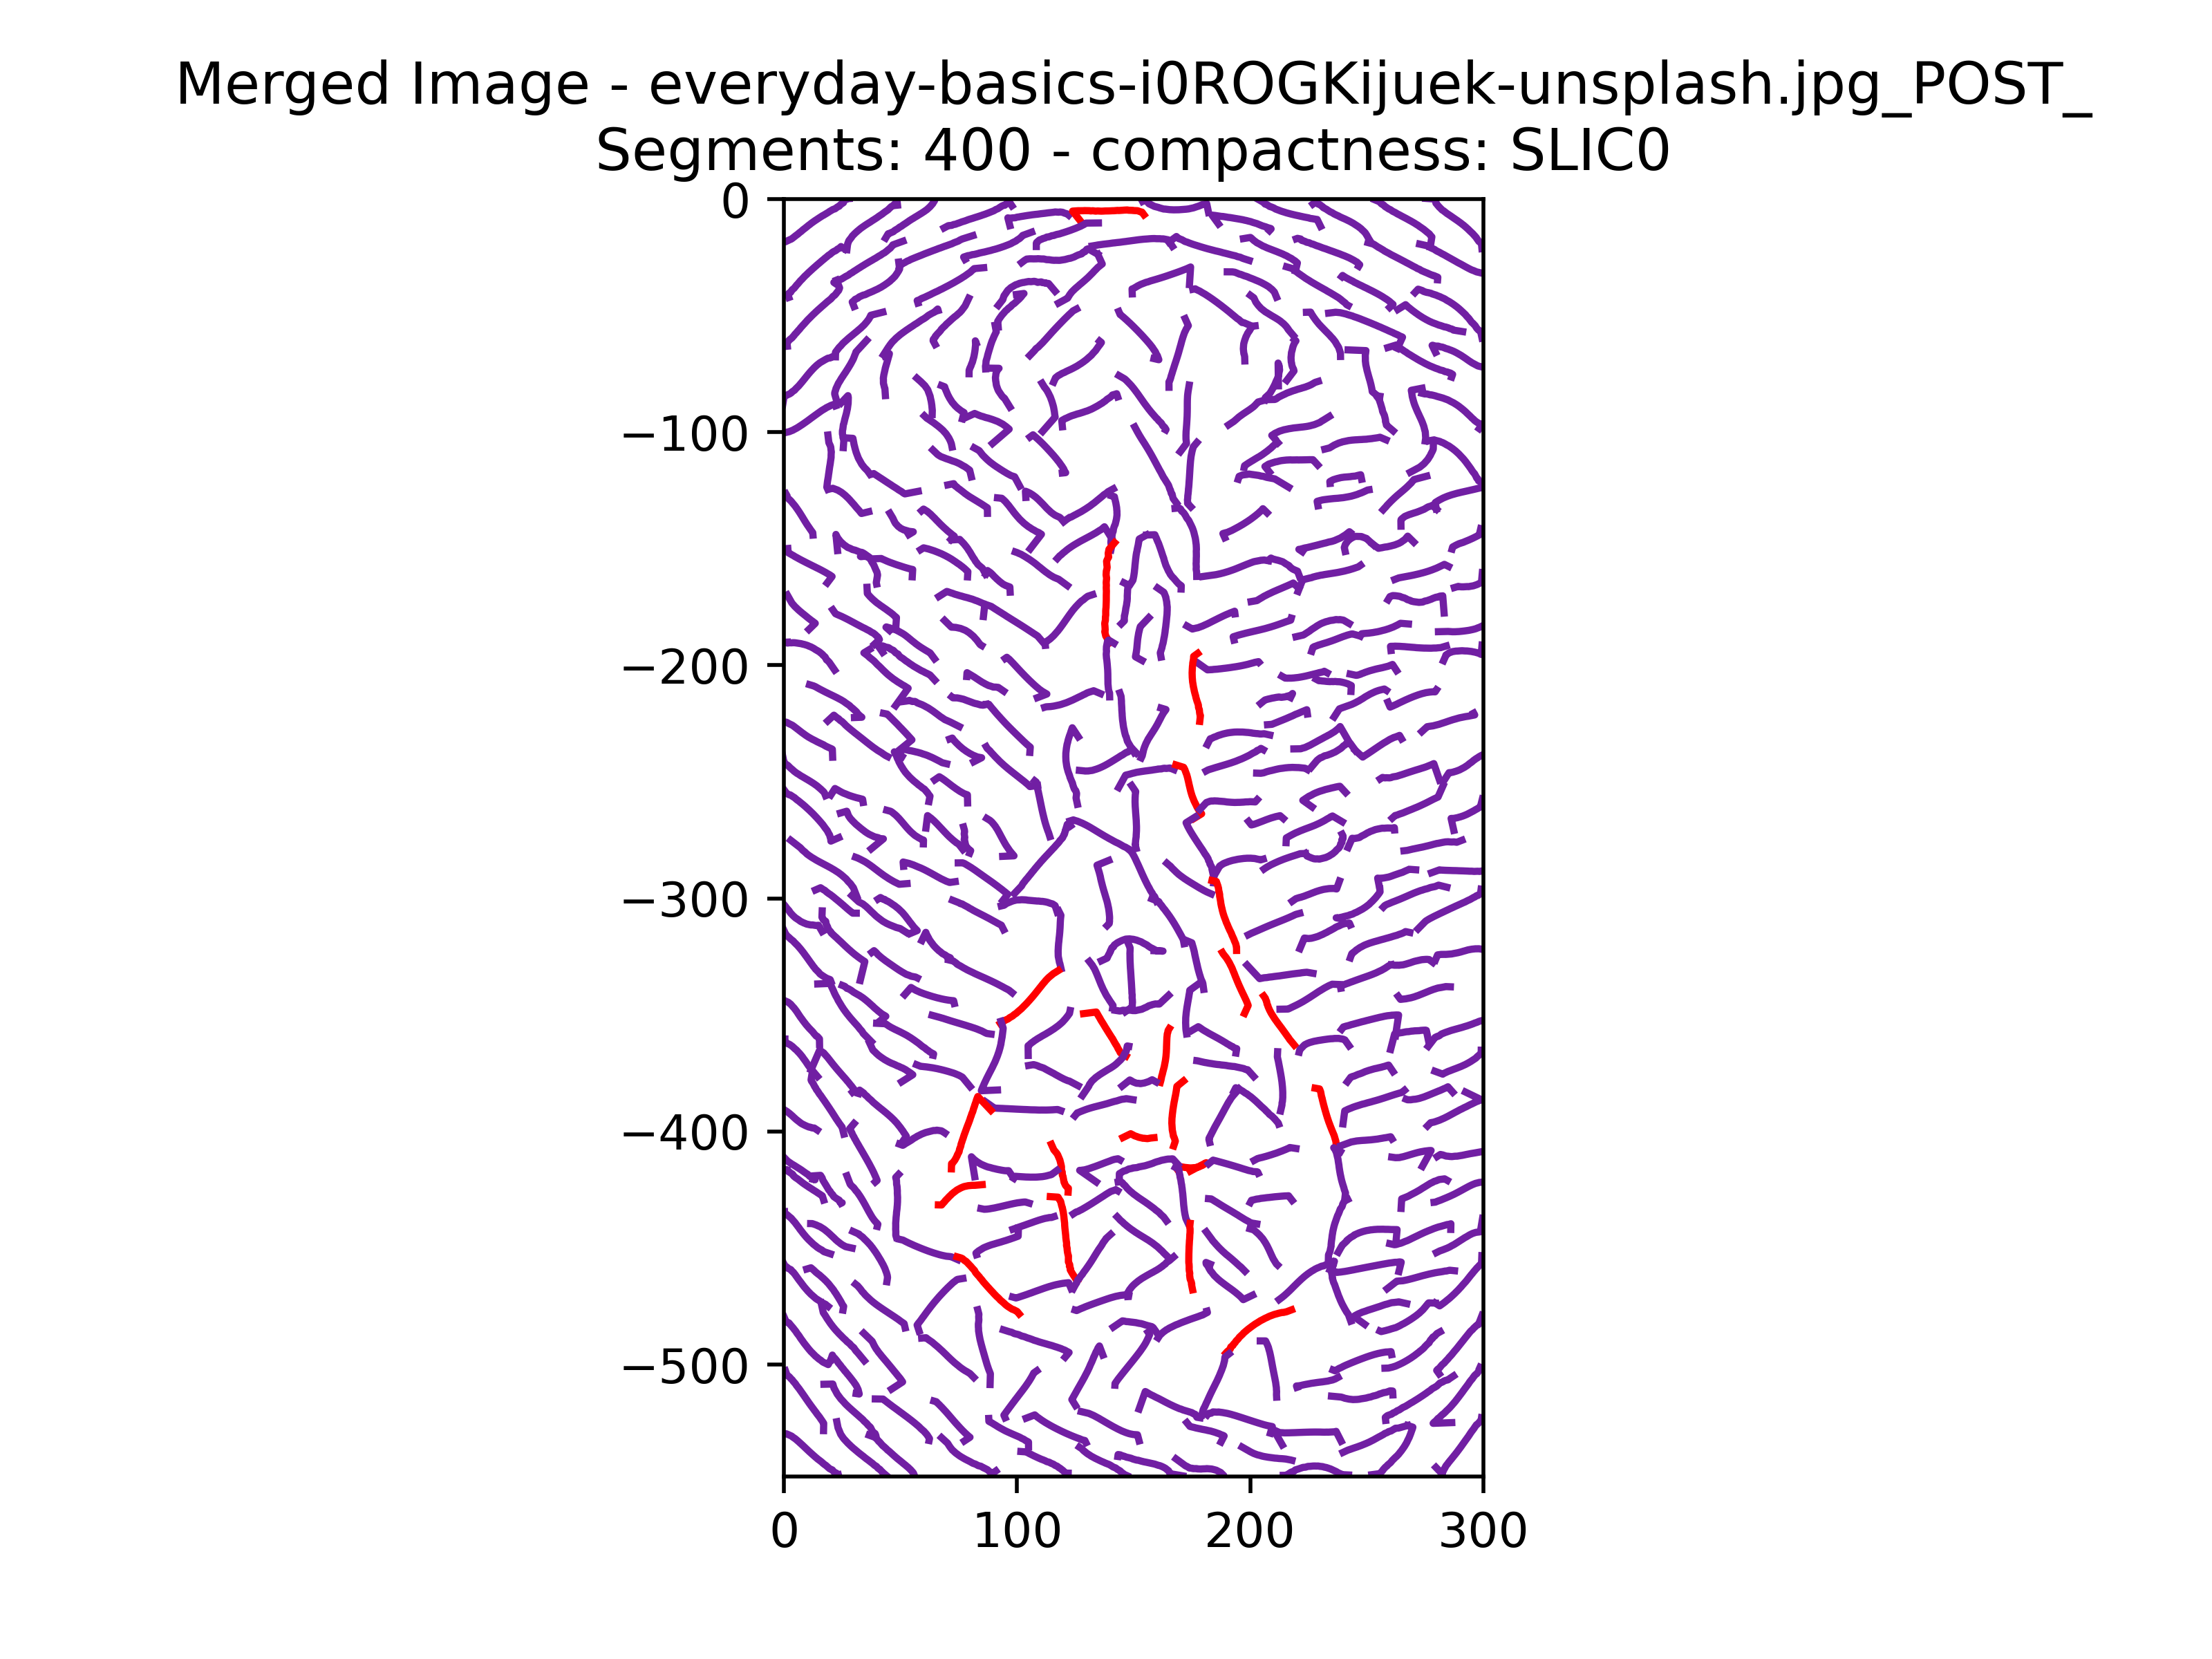 Merged Image - everyday-basics-i0ROGKijuek-unsplash.jpg_POST_
Segments: 400 - compactness: SLIC0
0
−100
−200
−300
−400
−500
0 100 200 300